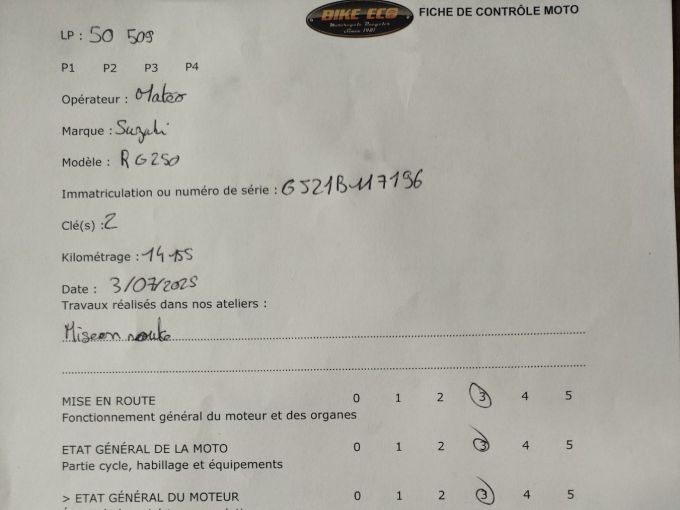 BIKE ECO
Motorcycle Recycler
Since 1981
FICHE DE CONTRÔLE MOTO
LP : 50 509
P1 P2 P3 P4
Opérateur : Mateo
Marque : Suzuki
Modèle : RG250
Immatriculation ou numéro de série : GJ21B-117196
Clé(s) : 2
Kilométrage : 14155
Date : 3/07/2025
Travaux réalisés dans nos ateliers :
Mise en route
MISE EN ROUTE 0 1 2 3 4 5
Fonctionnement général du moteur et des organes
ETAT GÉNÉRAL DE LA MOTO 0 1 2 3 4 5
Partie cycle, habillage et équipements
> ETAT GÉNÉRAL DU MOTEUR 0 1 2 3 4 5